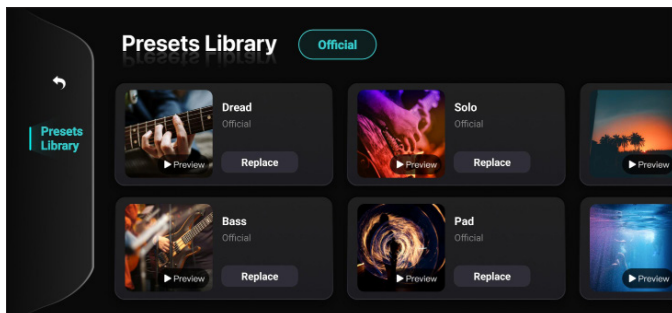 Presets Library
Official
Presets
Library
Dread
Official
Preview
Replace
Solo
Official
Preview
Replace
Preview
Bass
Official
Preview
Replace
Pad
Official
Preview
Replace
Preview